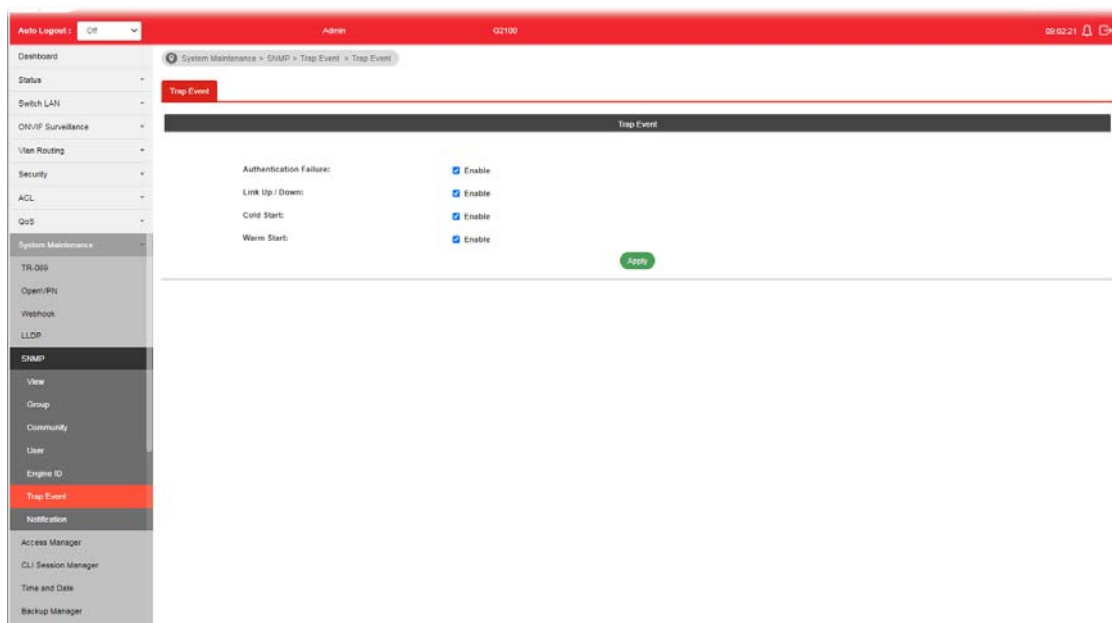 Auto Logout : Off Admin G2100 09:02:21
Dashboard
Status
Switch LAN
ONVIF Surveillance
Vlan Routing
Security
ACL
QoS
System Maintenance
TR-069
OpenVPN
Webhook
LLDP
SNMP
View
Group
Community
User
Engine ID
Trap Event
Notification
Access Manager
CLI Session Manager
Time and Date
Backup Manager
System Maintenance > SNMP > Trap Event > Trap Event
Trap Event
Trap Event
Authentication Failure: Enable
Link Up / Down: Enable
Cold Start: Enable
Warm Start: Enable
Apply